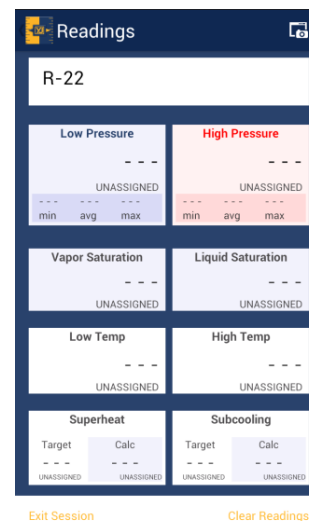 Readings
R-22
Low Pressure
- - -
UNASSIGNED
- - - - - - - - -
min avg max
High Pressure
- - -
UNASSIGNED
- - - - - - - - -
min avg max
Vapor Saturation
- - -
UNASSIGNED
Liquid Saturation
- - -
UNASSIGNED
Low Temp
- - -
UNASSIGNED
High Temp
- - -
UNASSIGNED
Superheat
Target Calc
- - - - - -
UNASSIGNED UNASSIGNED
Subcooling
Target Calc
- - - - - -
UNASSIGNED UNASSIGNED
Exit Session Clear Readings